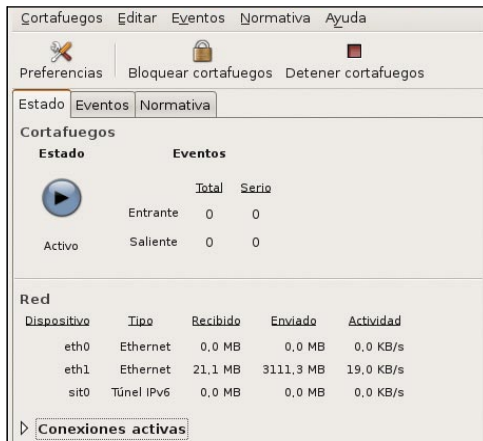 Cortafuegos Editar Eventos Normativa Ayuda
Preferencias Bloquear cortafuegos Detener cortafuegos
Estado Eventos Normativa
Cortafuegos
Estado Eventos
Total Serio
Entrante 0 0
Activo Saliente 0 0
Red
Dispositivo Tipo Recibido Enviado Actividad
eth0 Ethernet 0,0 MB 0,0 MB 0,0 KB/s
eth1 Ethernet 21,1 MB 3111,3 MB 19,0 KB/s
sit0 Túnel IPv6 0,0 MB 0,0 MB 0,0 KB/s
Conexiones activas